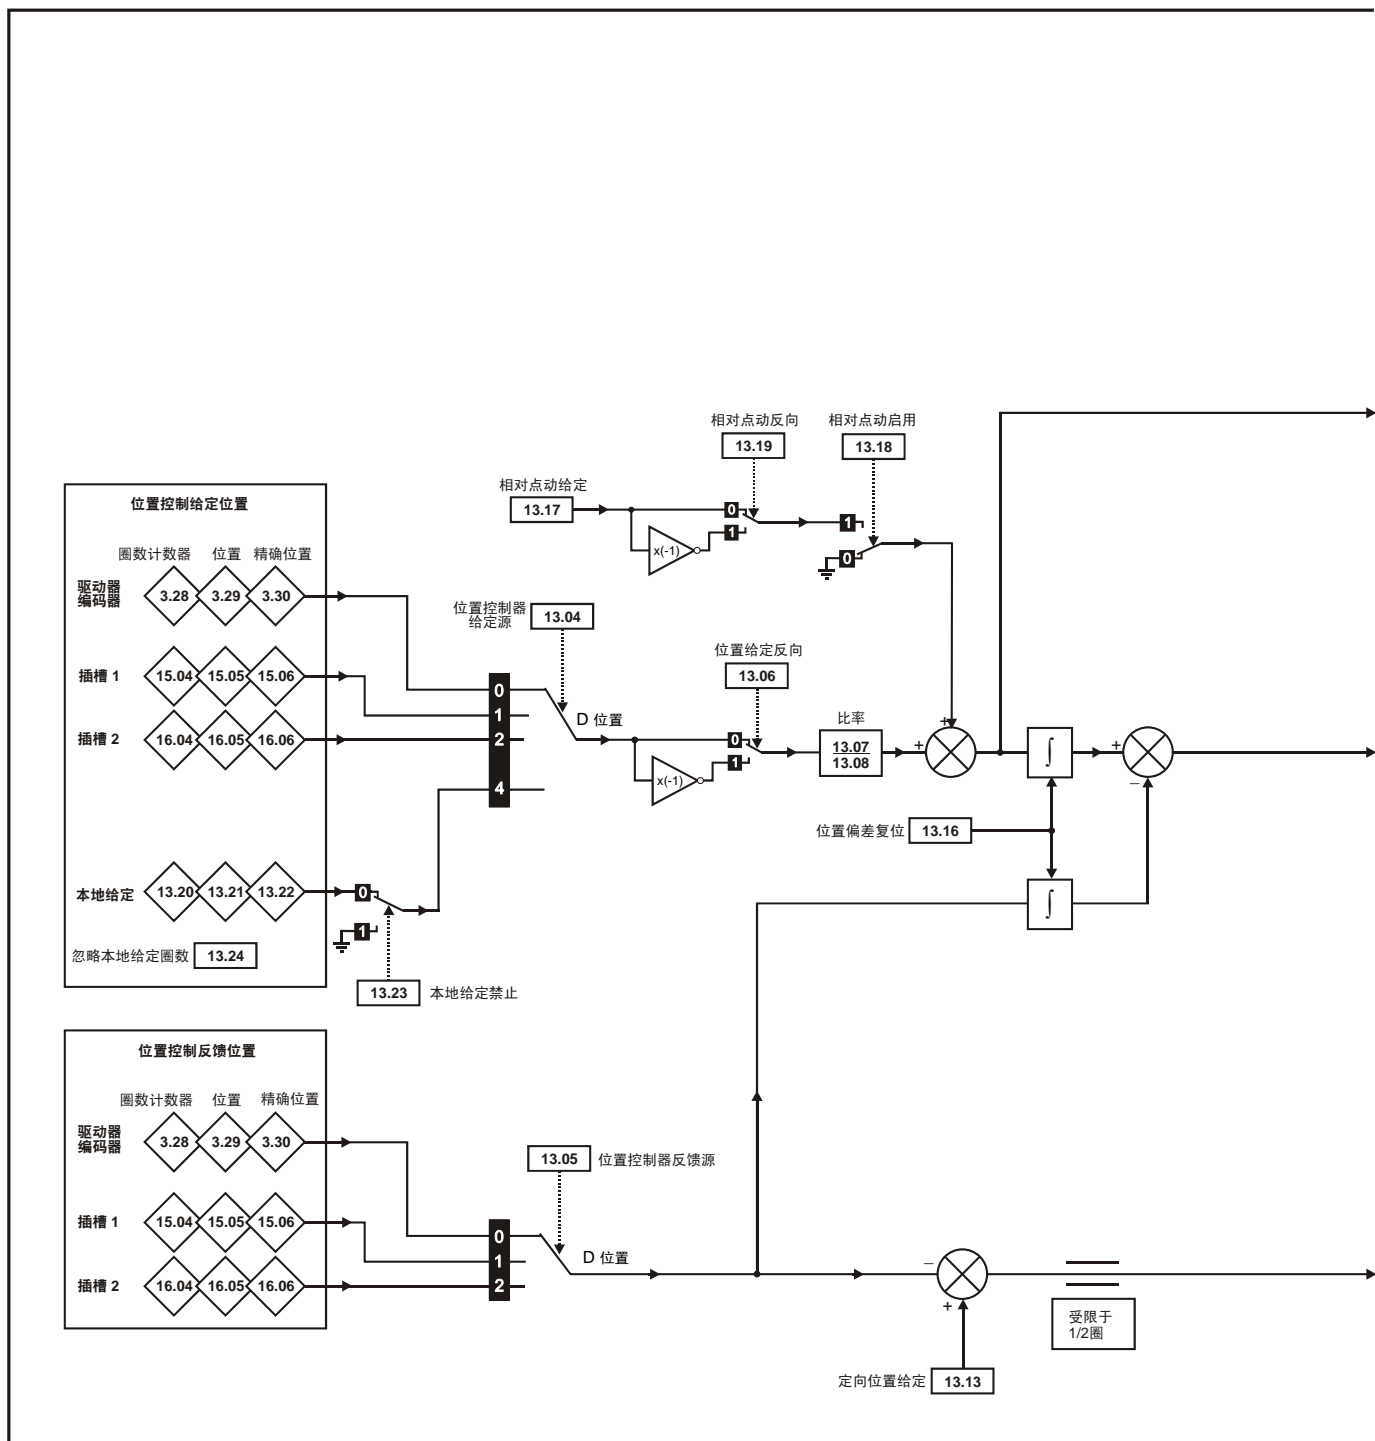 相对点动反向 相对点动启用
13.19 13.18
相对点动给定
13.17
0
1
x(-1)
1
0
位置控制给定位置
圈数计数器 位置 精确位置
驱动器
编码器
3.28 3.29 3.30
插槽 1
15.04 15.05 15.06
插槽 2
16.04 16.05 16.06
本地给定
13.20 13.21 13.22
忽略本地给定圈数 13.24
0
1
13.23 本地给定禁止
位置控制器
给定源
13.04
0
1
2
4
D 位置
位置给定反向
13.06
0
1
x(-1)
比率
13.07
13.08
+
+
∫
+
−
位置偏差复位 13.16
∫
位置控制反馈位置
圈数计数器 位置 精确位置
驱动器
编码器
3.28 3.29 3.30
插槽 1
15.04 15.05 15.06
插槽 2
16.04 16.05 16.06
13.05 位置控制器反馈源
0
1
2
D 位置
−
+
受限于
1/2圈
定向位置给定 13.13